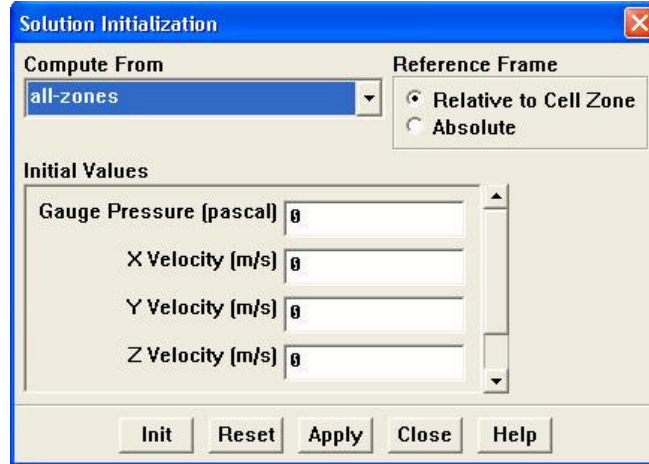 Solution Initialization
Compute From
all-zones
Reference Frame
Relative to Cell Zone
Absolute
Initial Values
Gauge Pressure (pascal) 0
X Velocity (m/s) 0
Y Velocity (m/s) 0
Z Velocity (m/s) 0
Init Reset Apply Close Help